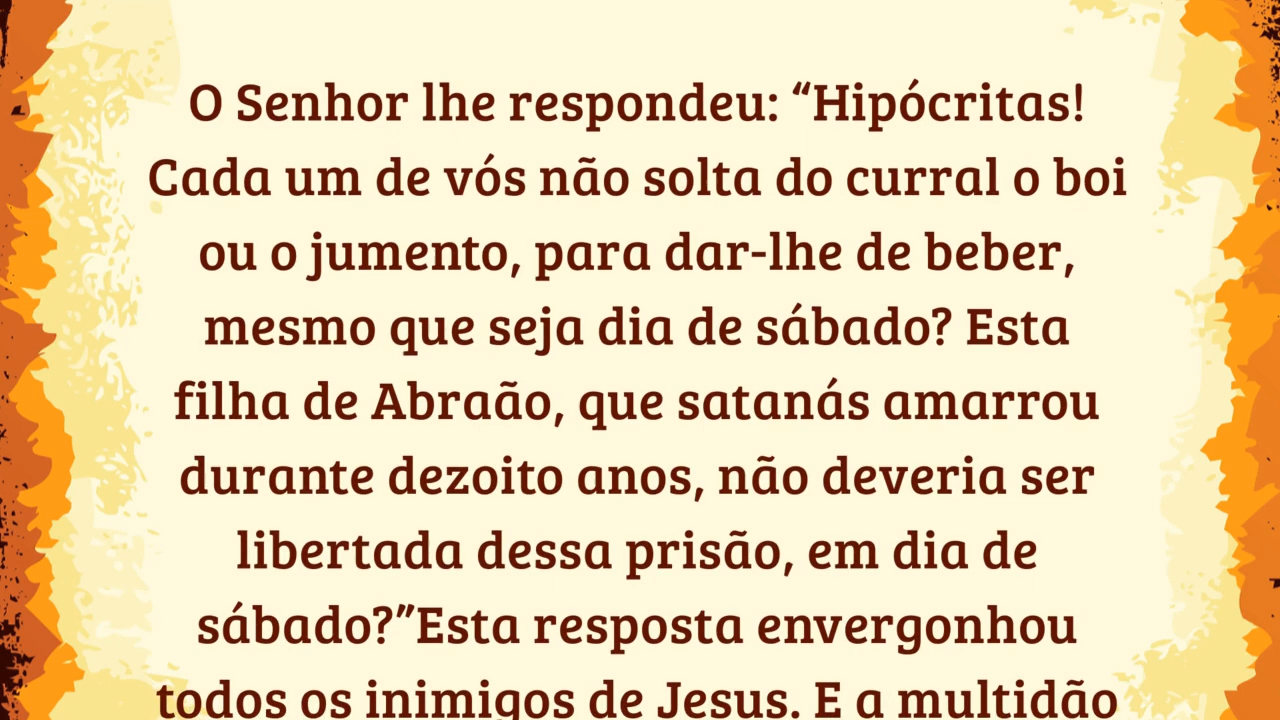 O Senhor lhe respondeu: “Hipócritas!
Cada um de vós não solta do curral o boi
ou o jumento, para dar-lhe de beber,
mesmo que seja dia de sábado? Esta
filha de Abraão, que satanás amarrou
durante dezoito anos, não deveria ser
libertada dessa prisão, em dia de
sábado?”Esta resposta envergonhou
todos os inimigos de Jesus. E a multidão